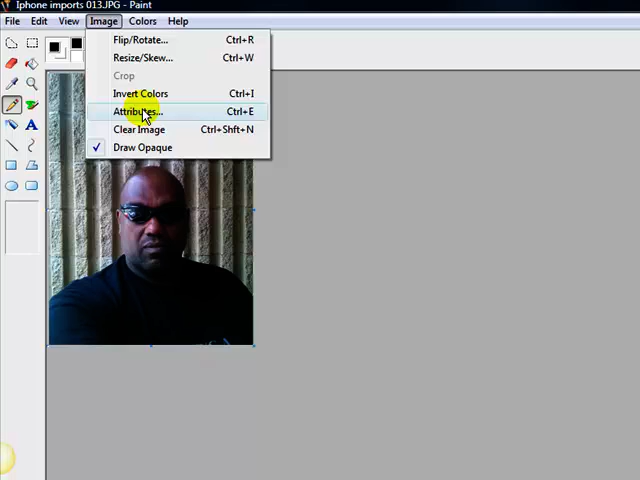 Iphone imports 013.JPG - Paint
File Edit View Image Colors Help
Flip/Rotate... Ctrl+R
Resize/Skew... Ctrl+W
Crop
Invert Colors Ctrl+I
Attributes... Ctrl+E
Clear Image Ctrl+Shft+N
Draw Opaque
A